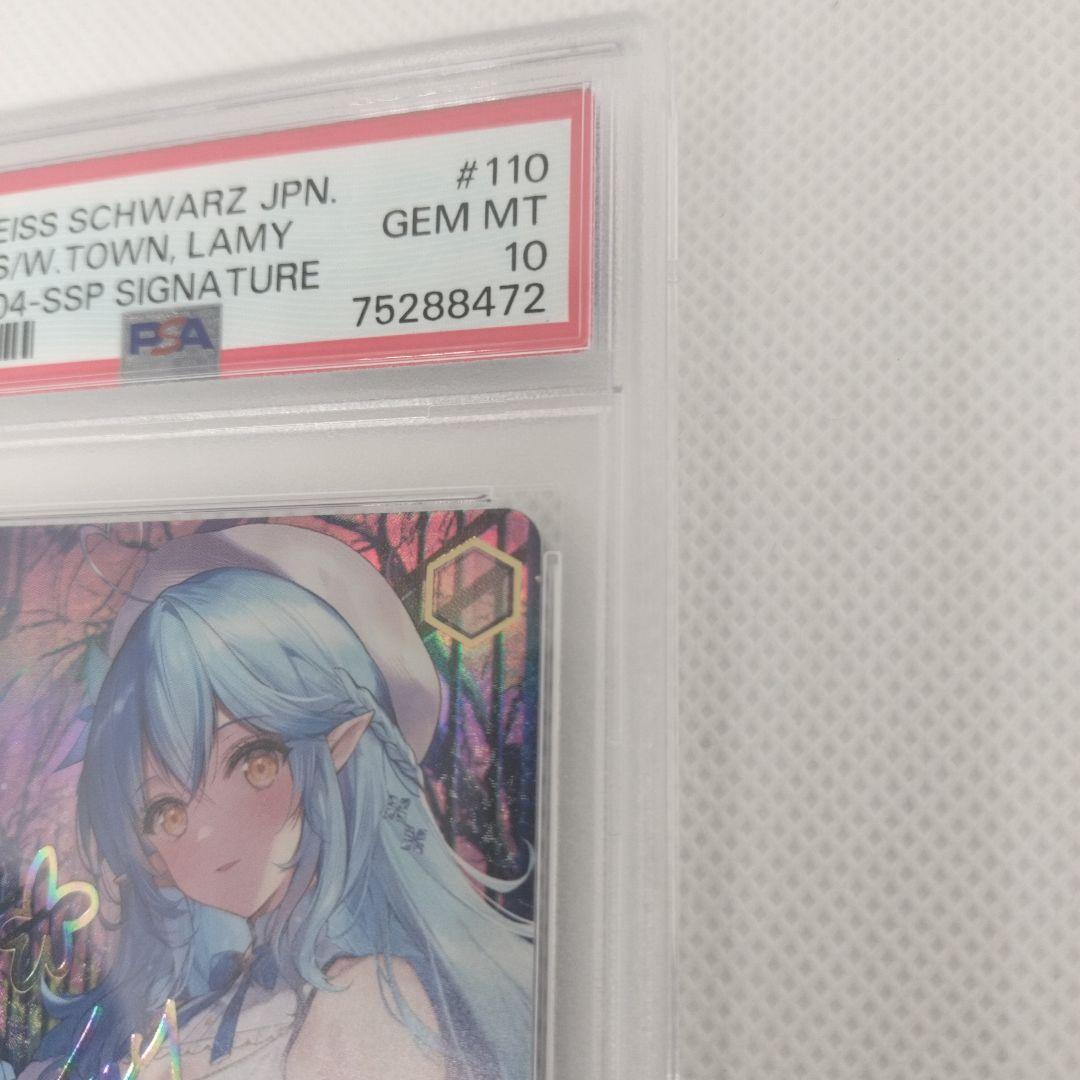 EISS SCHWARZ JPN.
#110
S/W.TOWN, LAMY
GEM MT
04-SSP SIGNATURE
10
75288472
PSA